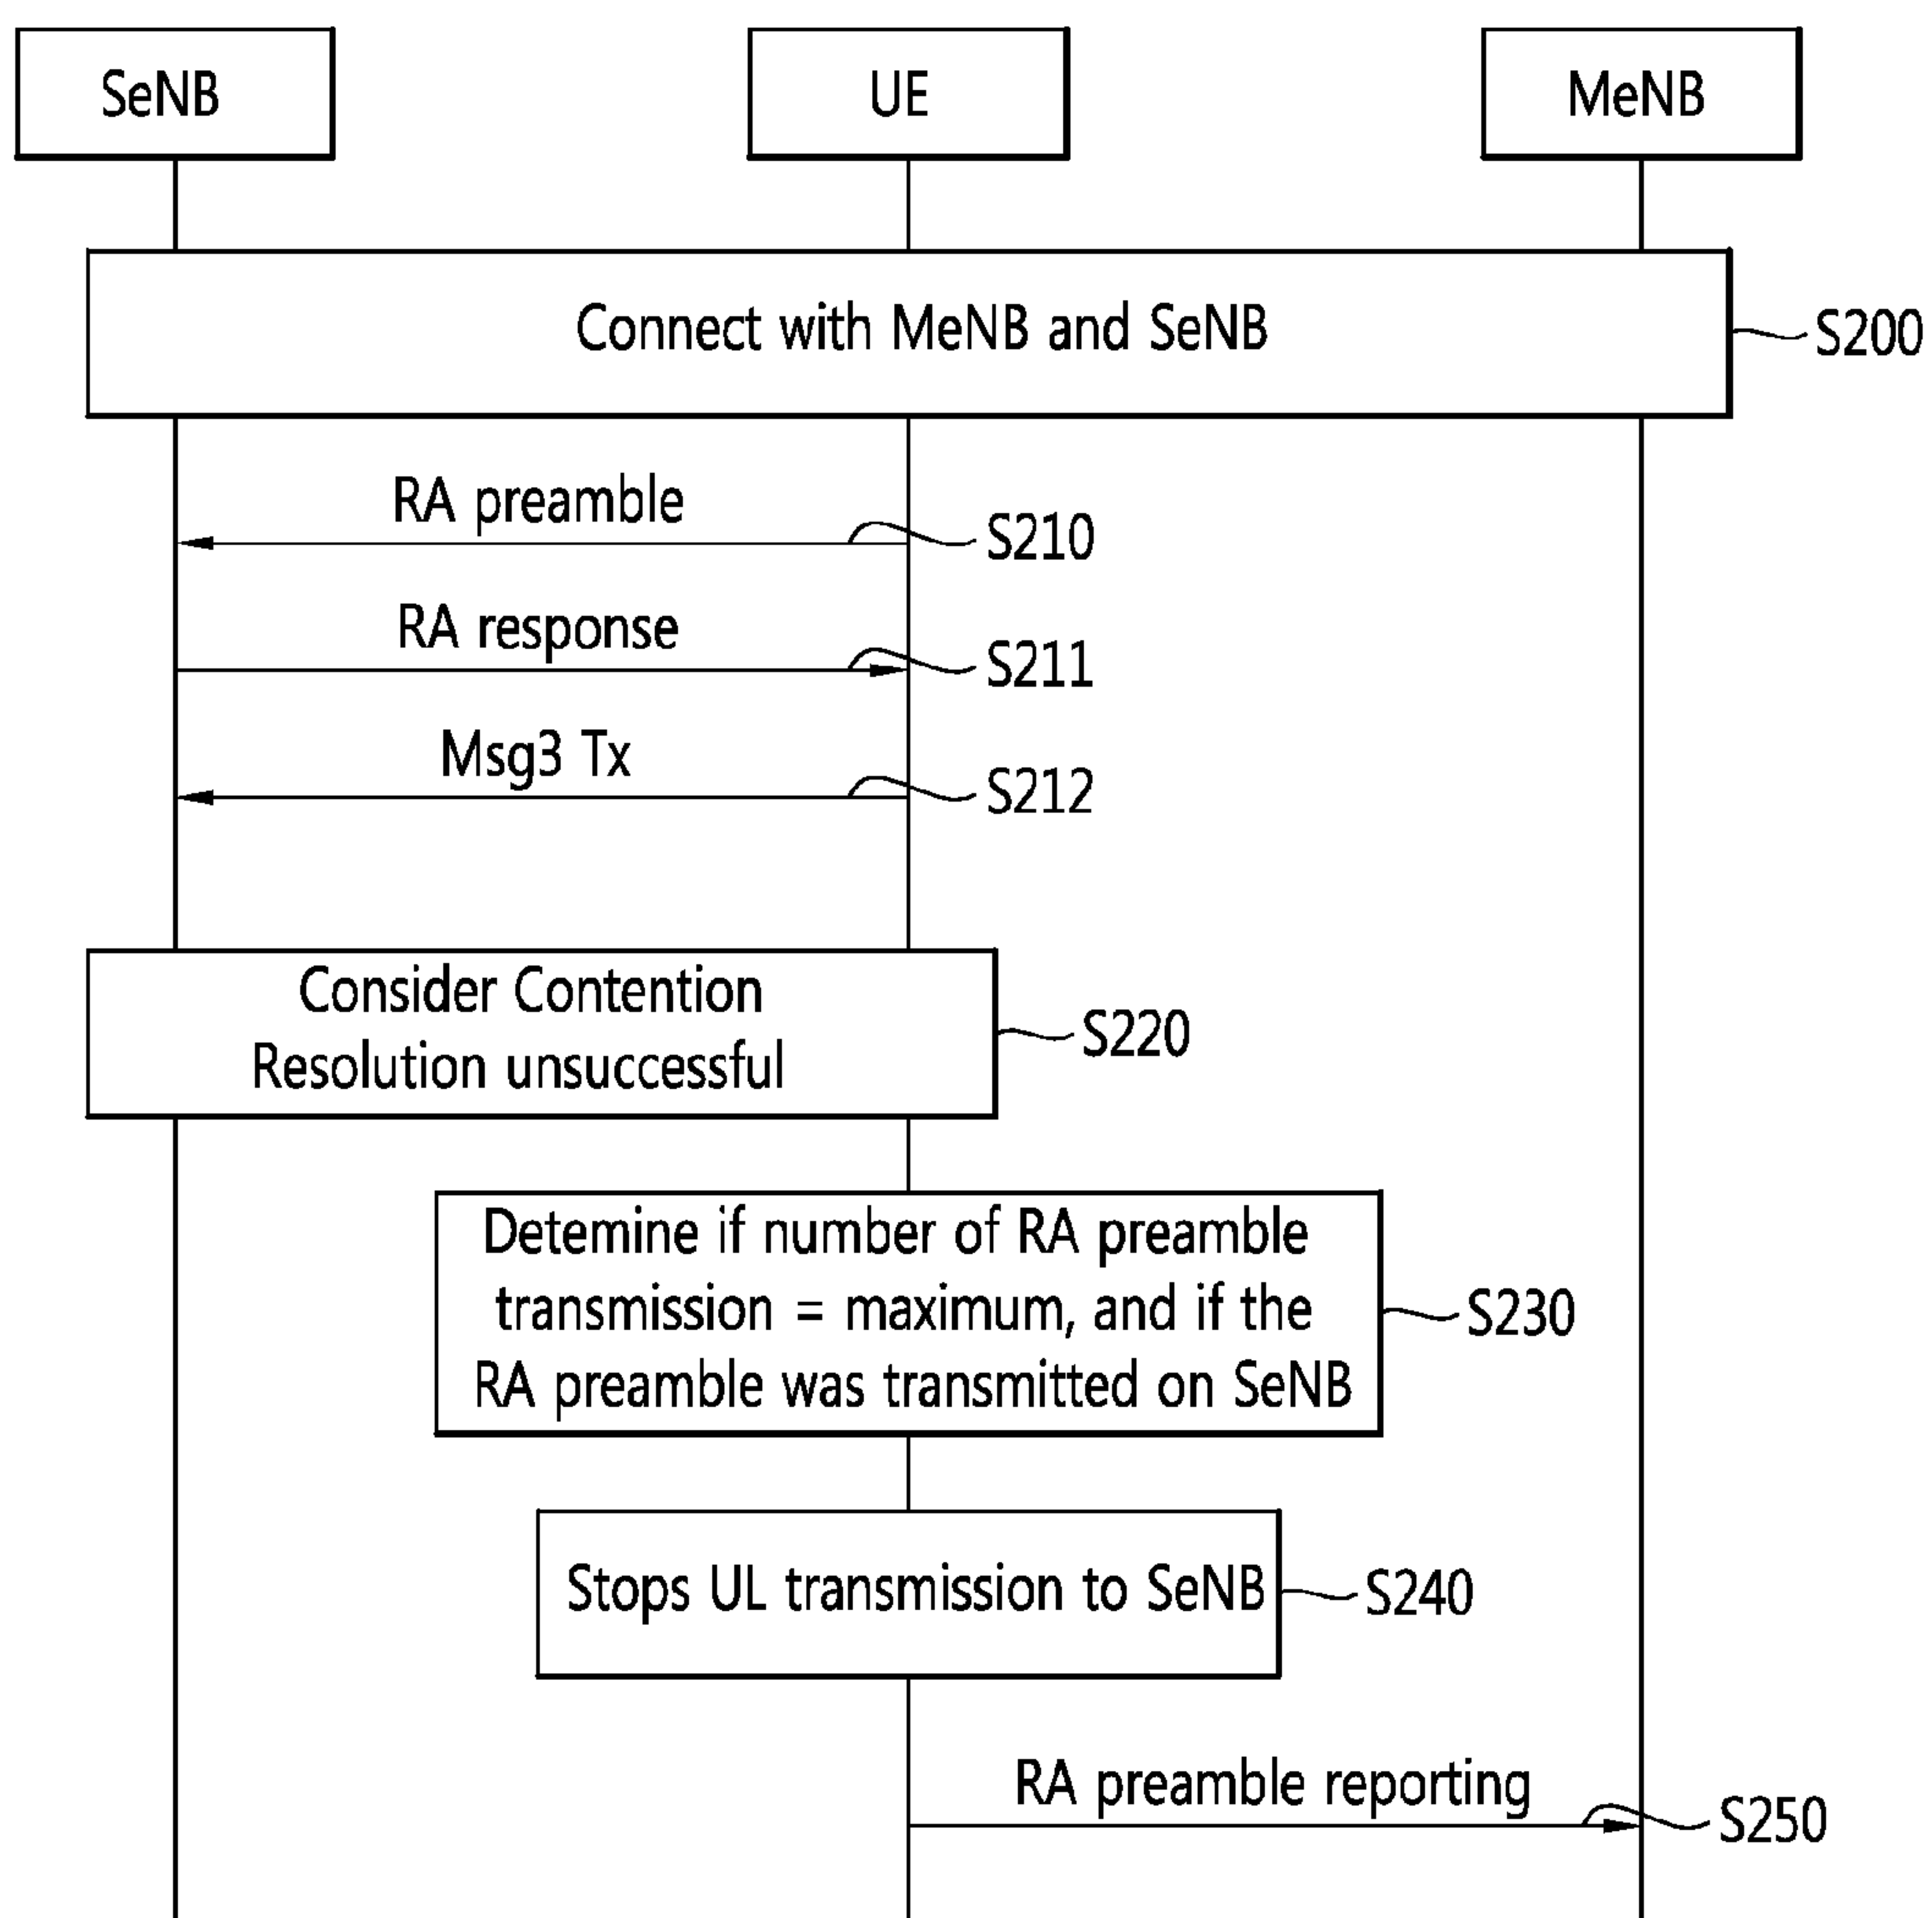 SeNB
UE
MeNB
Connect with MeNB and SeNB
S200
RA preamble
S210
RA response
S211
Msg3 Tx
S212
Consider Contention
Resolution unsuccessful
S220
Detemine if number of RA preamble
transmission = maximum, and if the
RA preamble was transmitted on SeNB
S230
Stops UL transmission to SeNB
S240
RA preamble reporting
S250